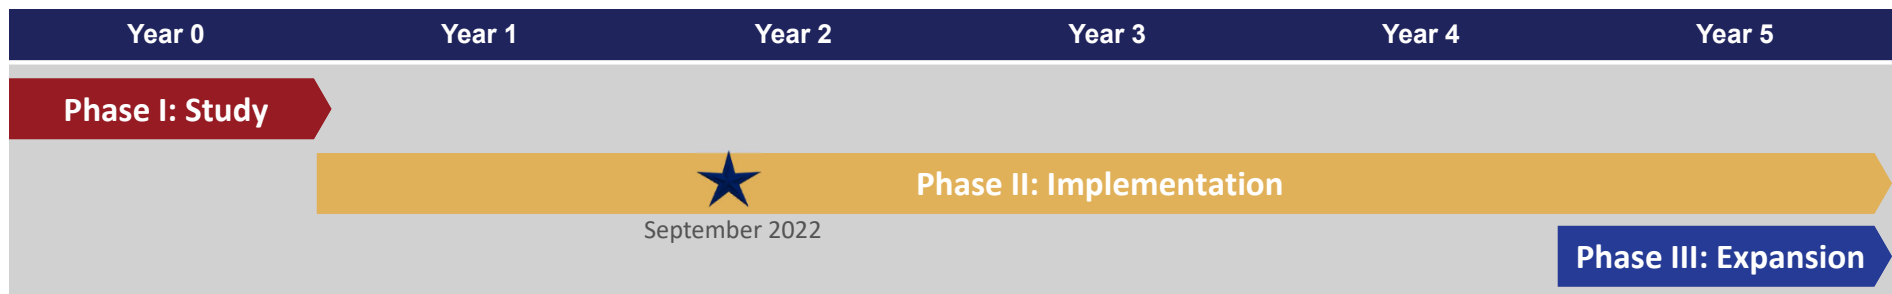 Year 0 Year 1 Year 2 Year 3 Year 4 Year 5
Phase I: Study
Phase II: Implementation
September 2022
Phase III: Expansion